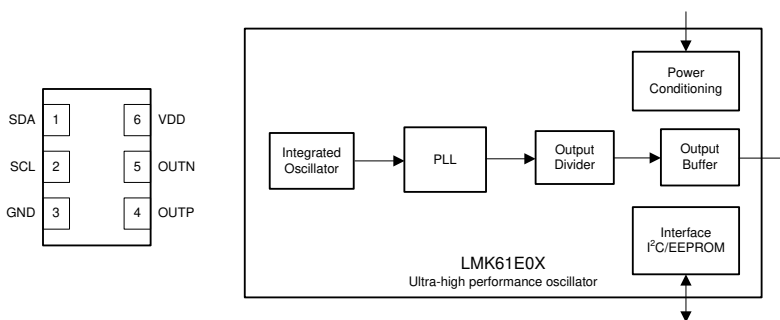 SDA 1 6 VDD
SCL 2 5 OUTN
GND 3 4 OUTP
Power
Conditioning
Integrated
Oscillator
PLL
Output
Divider
Output
Buffer
Interface
I²C/EEPROM
LMK61E0X
Ultra-high performance oscillator